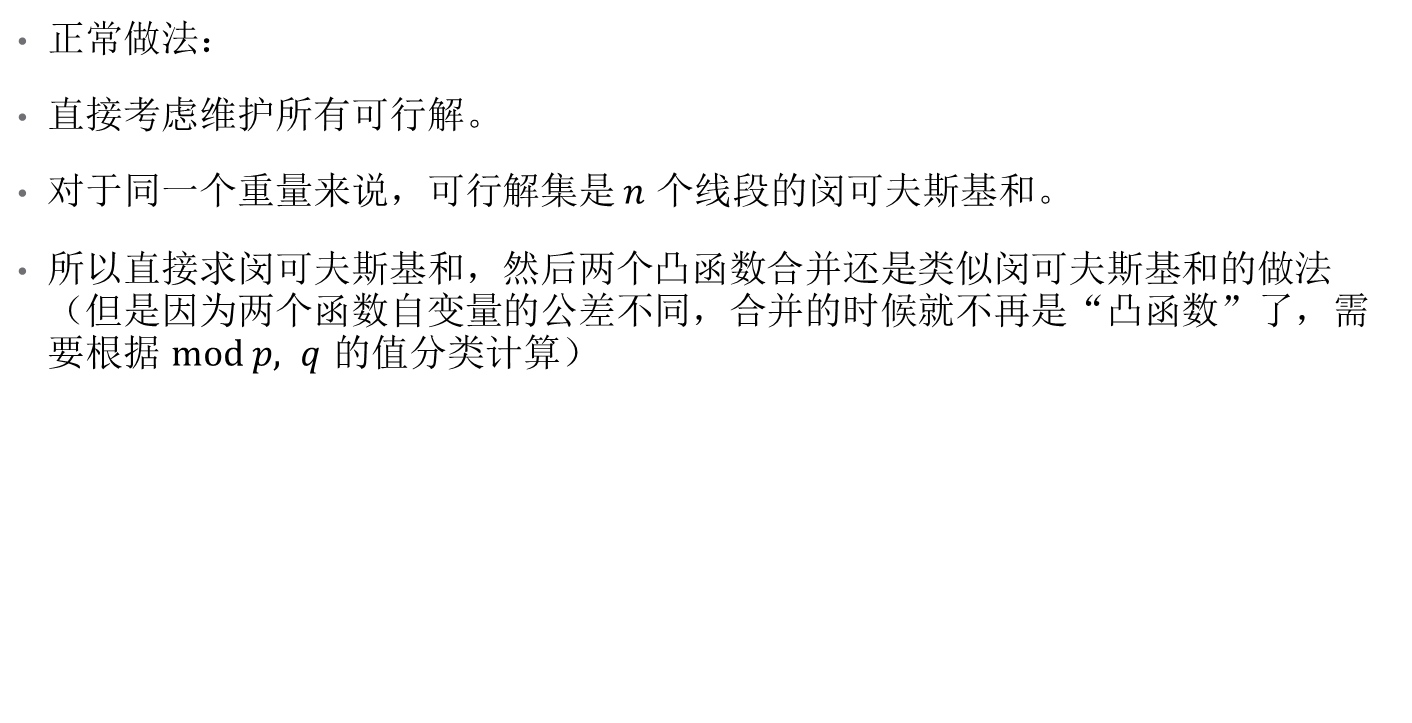 • 正常做法：
• 直接考虑维护所有可行解。
• 对于同一个重量来说，可行解集是 n 个线段的闵可夫斯基和。
• 所以直接求闵可夫斯基和，然后两个凸函数合并还是类似闵可夫斯基和的做法
（但是因为两个函数自变量的公差不同，合并的时候就不再是“凸函数”了，需
要根据 mod p, q 的值分类计算）